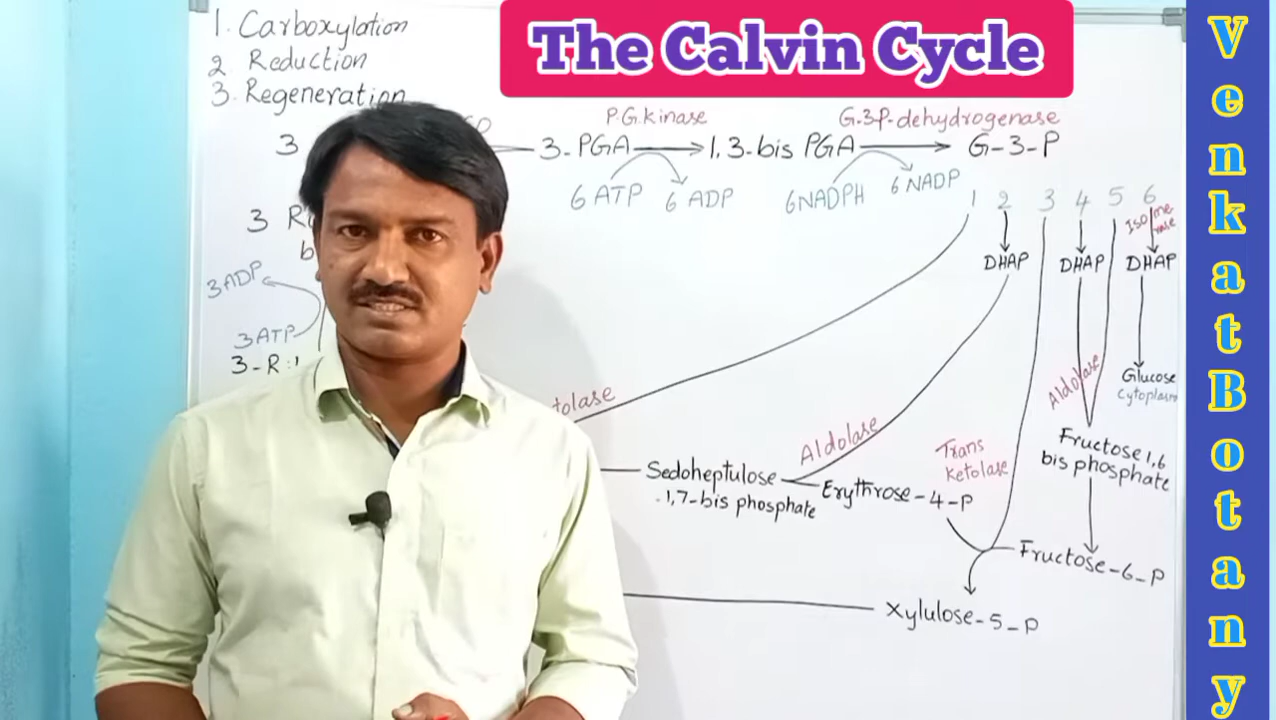 The Calvin Cycle
1. Carboxylation
2 Reduction
3. Regeneration
P.G.kinase
G.3.P-dehydrogenase
3
3-PGA
1,3-bis PGA
G-3-P
6 ATP
6 ADP
6NADPH
6 NADP
1 2 3 4 5 6
Isomerase
3
DHAP
DHAP
DHAP
3ADP
3ATP
Glucose
Cytoplasm
Aldolase
Aldolase
Trans
ketolase
Fructose 1,6
bis phosphate
Sedoheptulose
1,7-bis phosphate
Erythrose-4-P
Fructose-6-P
Xylulose-5-P
VenkatBotany